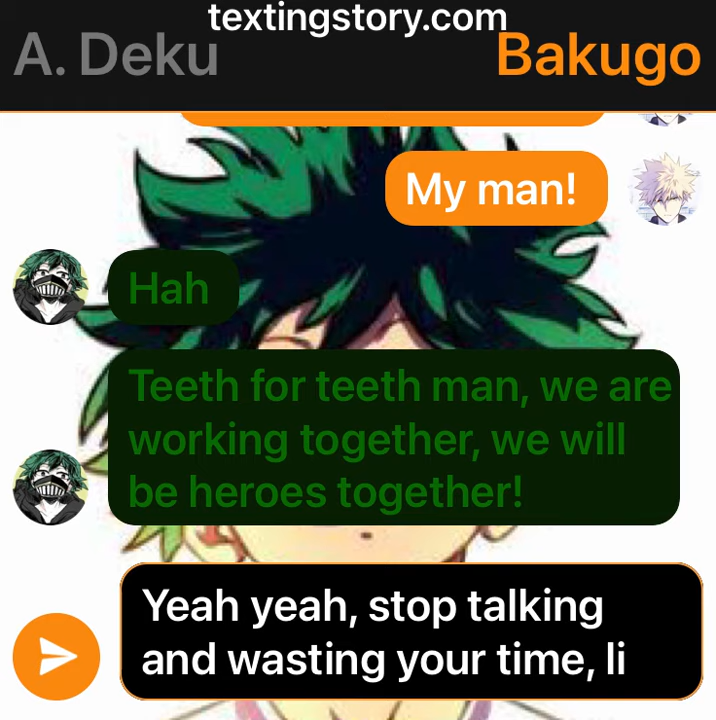 textingstory.com
A. Deku
Bakugo
My man!
Hah
Teeth for teeth man, we are
working together, we will
be heroes together!
Yeah yeah, stop talking
and wasting your time, li